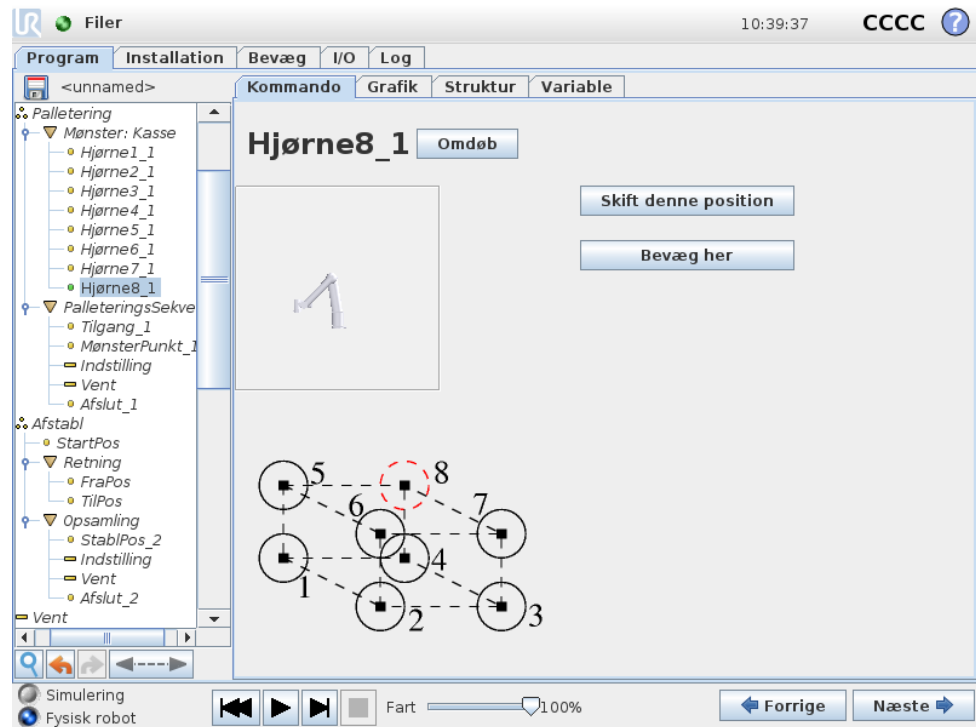 UR Filer 10:39:37 CCCC ?
Program Installation Bevæg I/O Log
<unnamed>
Kommando Grafik Struktur Variable
Palletering
Mønster: Kasse
Hjørne1_1
Hjørne2_1
Hjørne3_1
Hjørne4_1
Hjørne5_1
Hjørne6_1
Hjørne7_1
Hjørne8_1
PalleteringsSekve
Tilgang_1
MønsterPunkt_1
Indstilling
Vent
Afslut_1
Afstabl
StartPos
Retning
FraPos
TilPos
Opsamling
StablPos_2
Indstilling
Vent
Afslut_2
Vent
Hjørne8_1 Omdøb
Skift denne position
Bevæg her
5 8
6 7
4
1
2 3
Simulering
Fysisk robot
Fart 100%
Forrige Næste